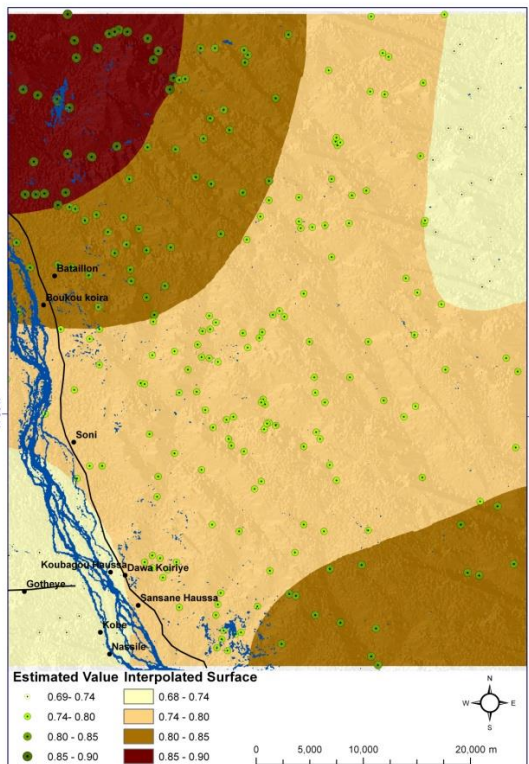 Bataillon
Boukou koira
Soni
Koubagou Haussa
Dawa Koiriye
Gotheye
Sansane Haussa
Kobe
Nassile
Estimated Value Interpolated Surface
0.69- 0.74 0.68 - 0.74
0.74- 0.80 0.74 - 0.80
0.80 - 0.85 0.80 - 0.85
0.85- 0.90 0.85 - 0.90
N
W E
S
0 5,000 10,000 20,000 m